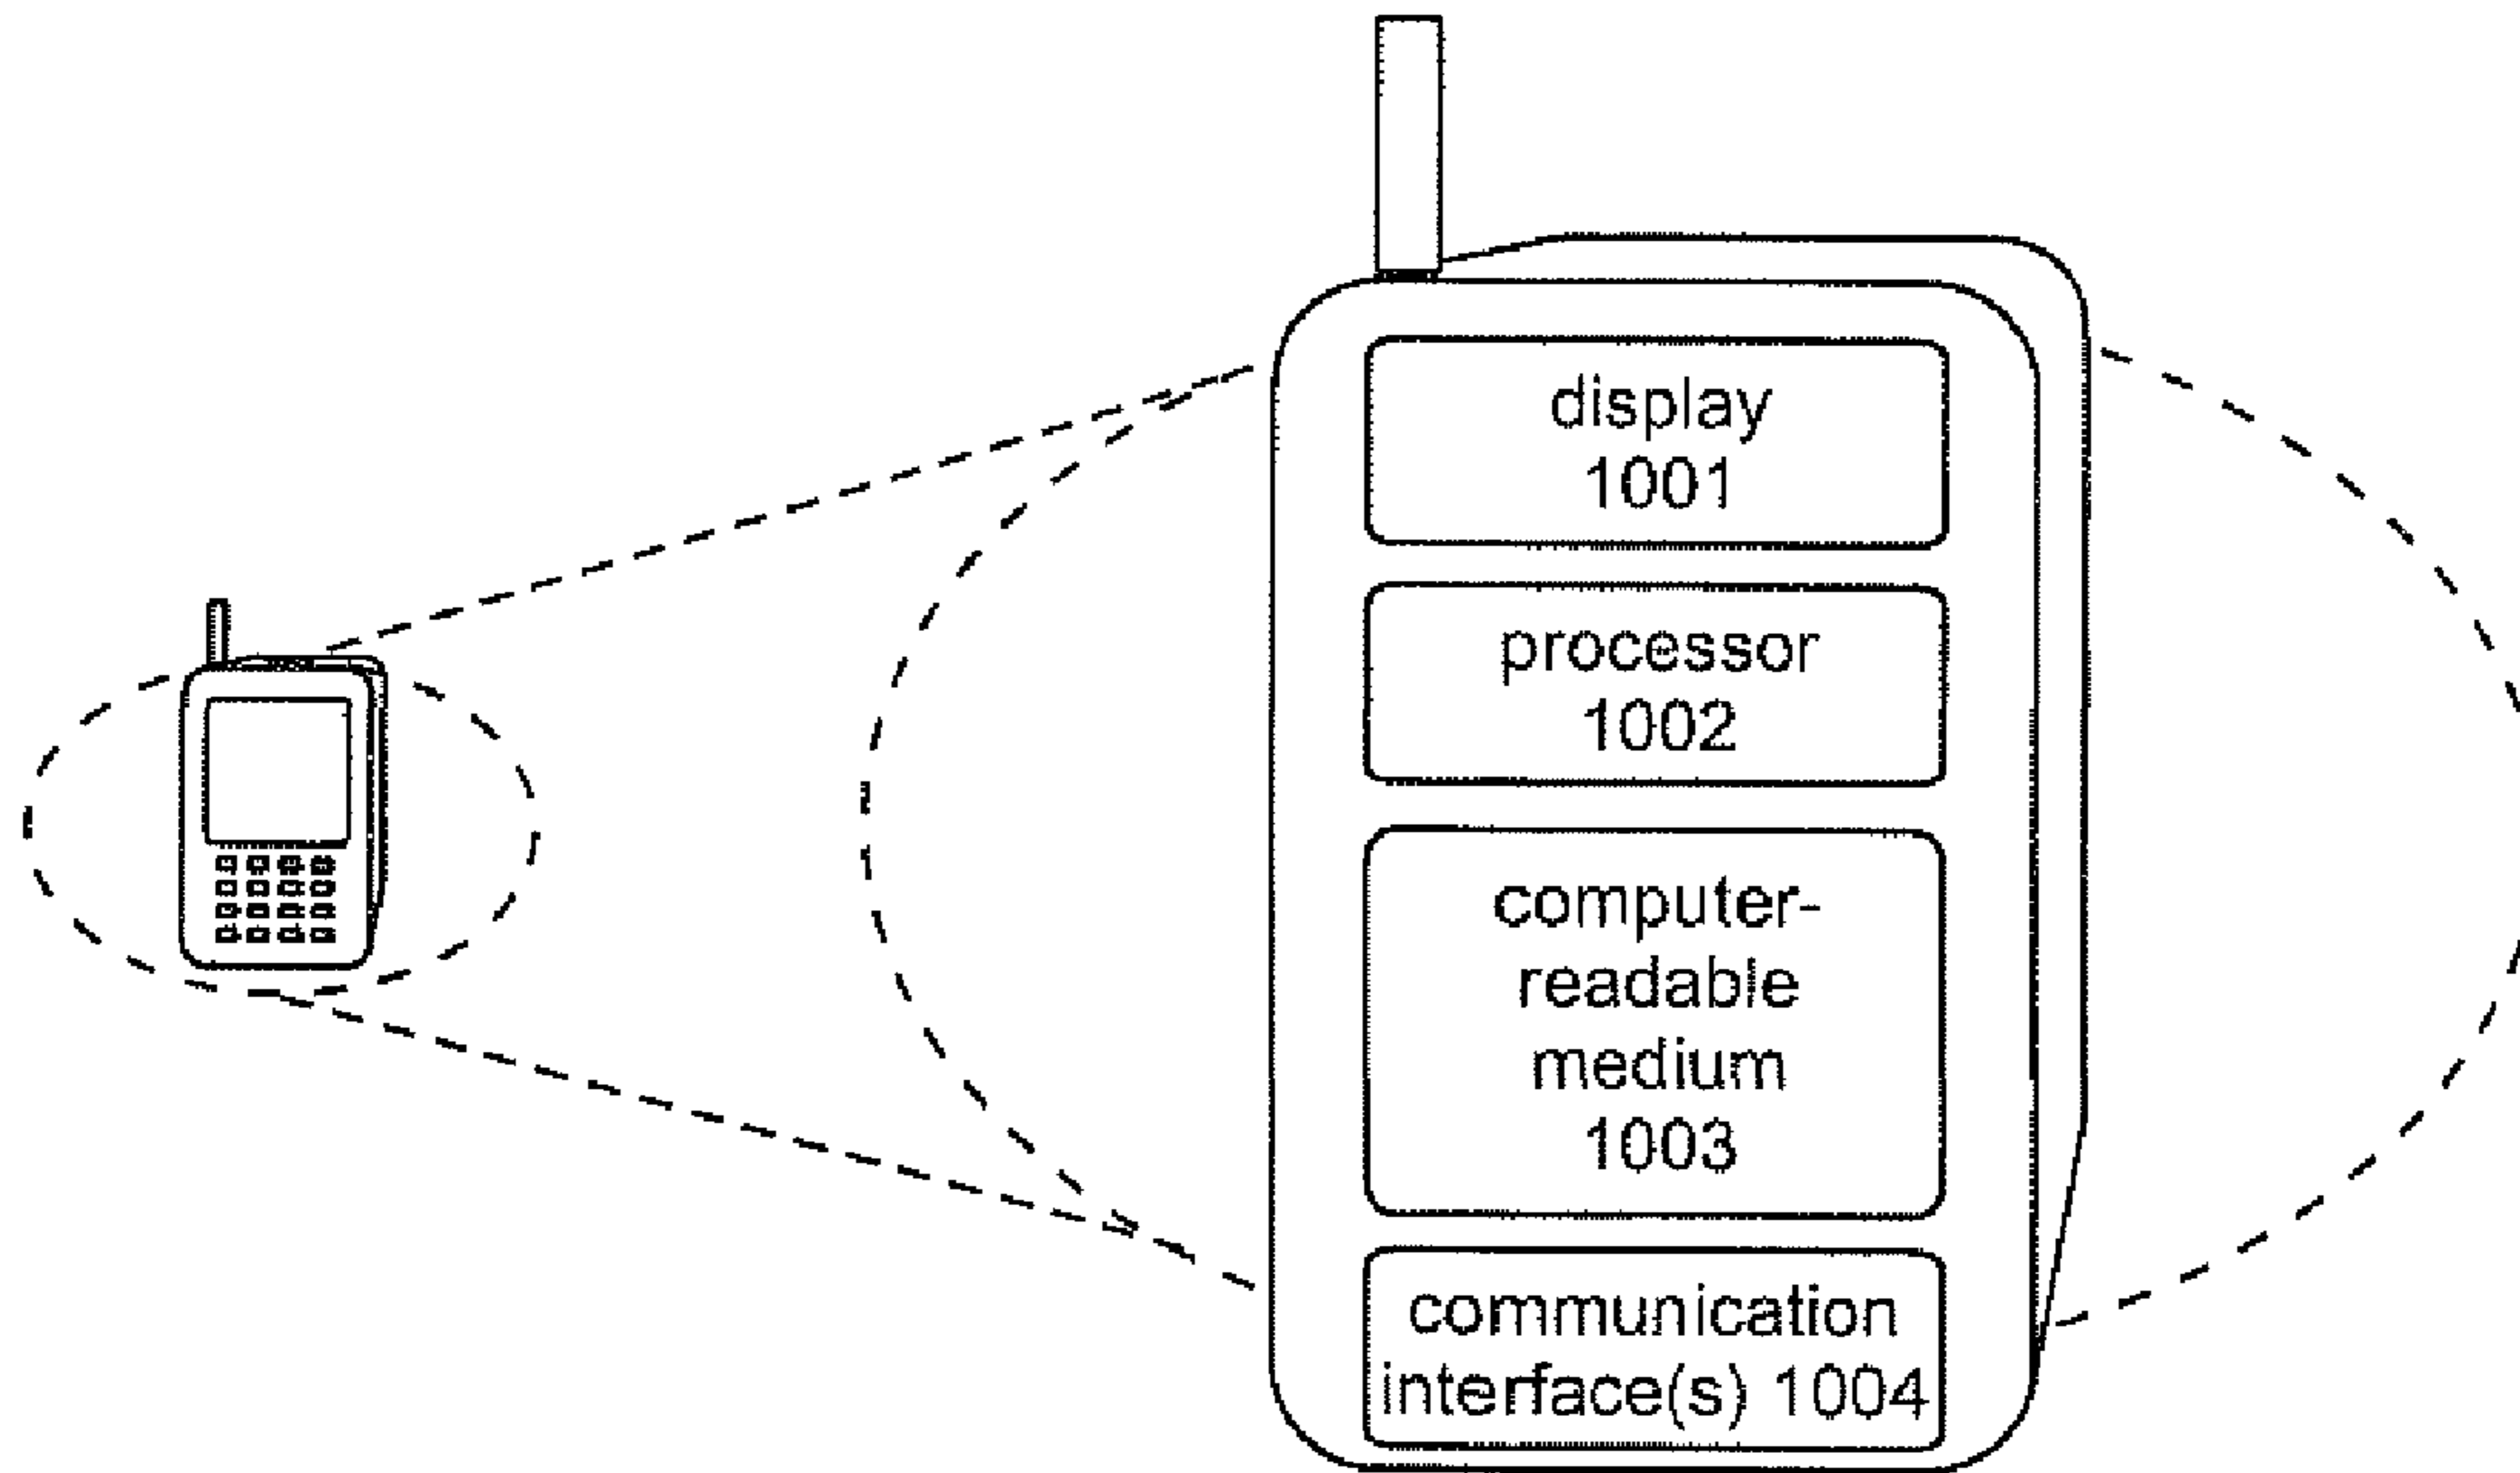 display
1001
processor
1002
computer-
readable
medium
1003
communication
interface(s) 1004